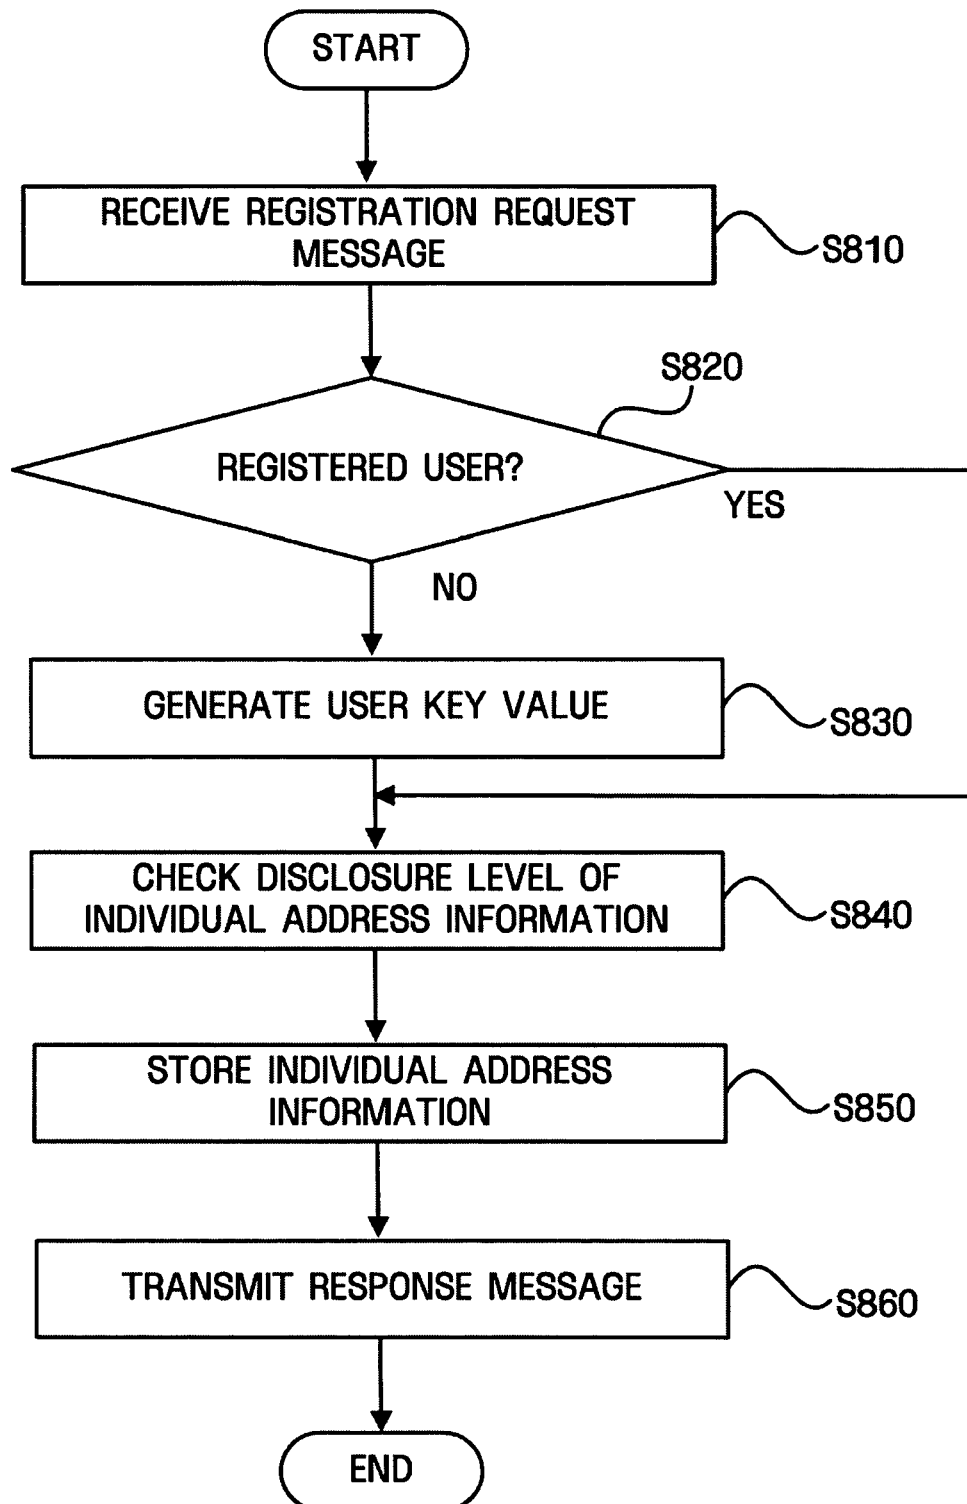 START
RECEIVE REGISTRATION REQUEST
MESSAGE
S810
S820
REGISTERED USER?
YES
NO
GENERATE USER KEY VALUE
S830
CHECK DISCLOSURE LEVEL OF
INDIVIDUAL ADDRESS INFORMATION
S840
STORE INDIVIDUAL ADDRESS
INFORMATION
S850
TRANSMIT RESPONSE MESSAGE
S860
END